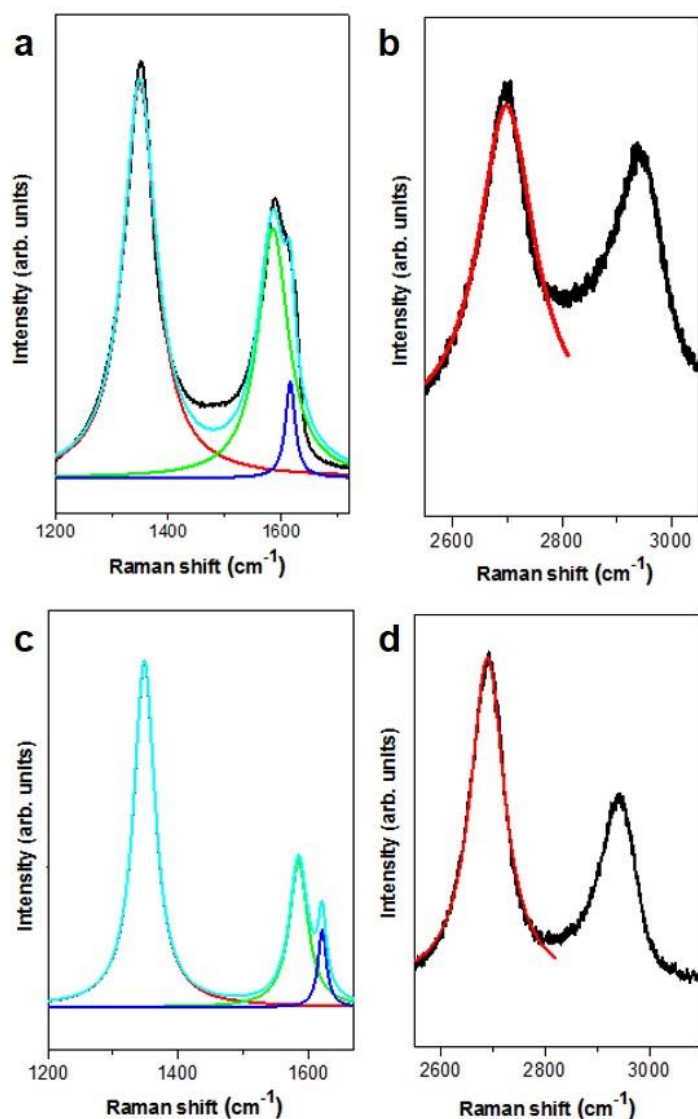 a
Intensity (arb. units)
1200 1400 1600
Raman shift (cm⁻¹)
b
Intensity (arb. units)
2600 2800 3000
Raman shift (cm⁻¹)
c
Intensity (arb. units)
1200 1400 1600
Raman shift (cm⁻¹)
d
Intensity (arb. units)
2600 2800 3000
Raman shift (cm⁻¹)